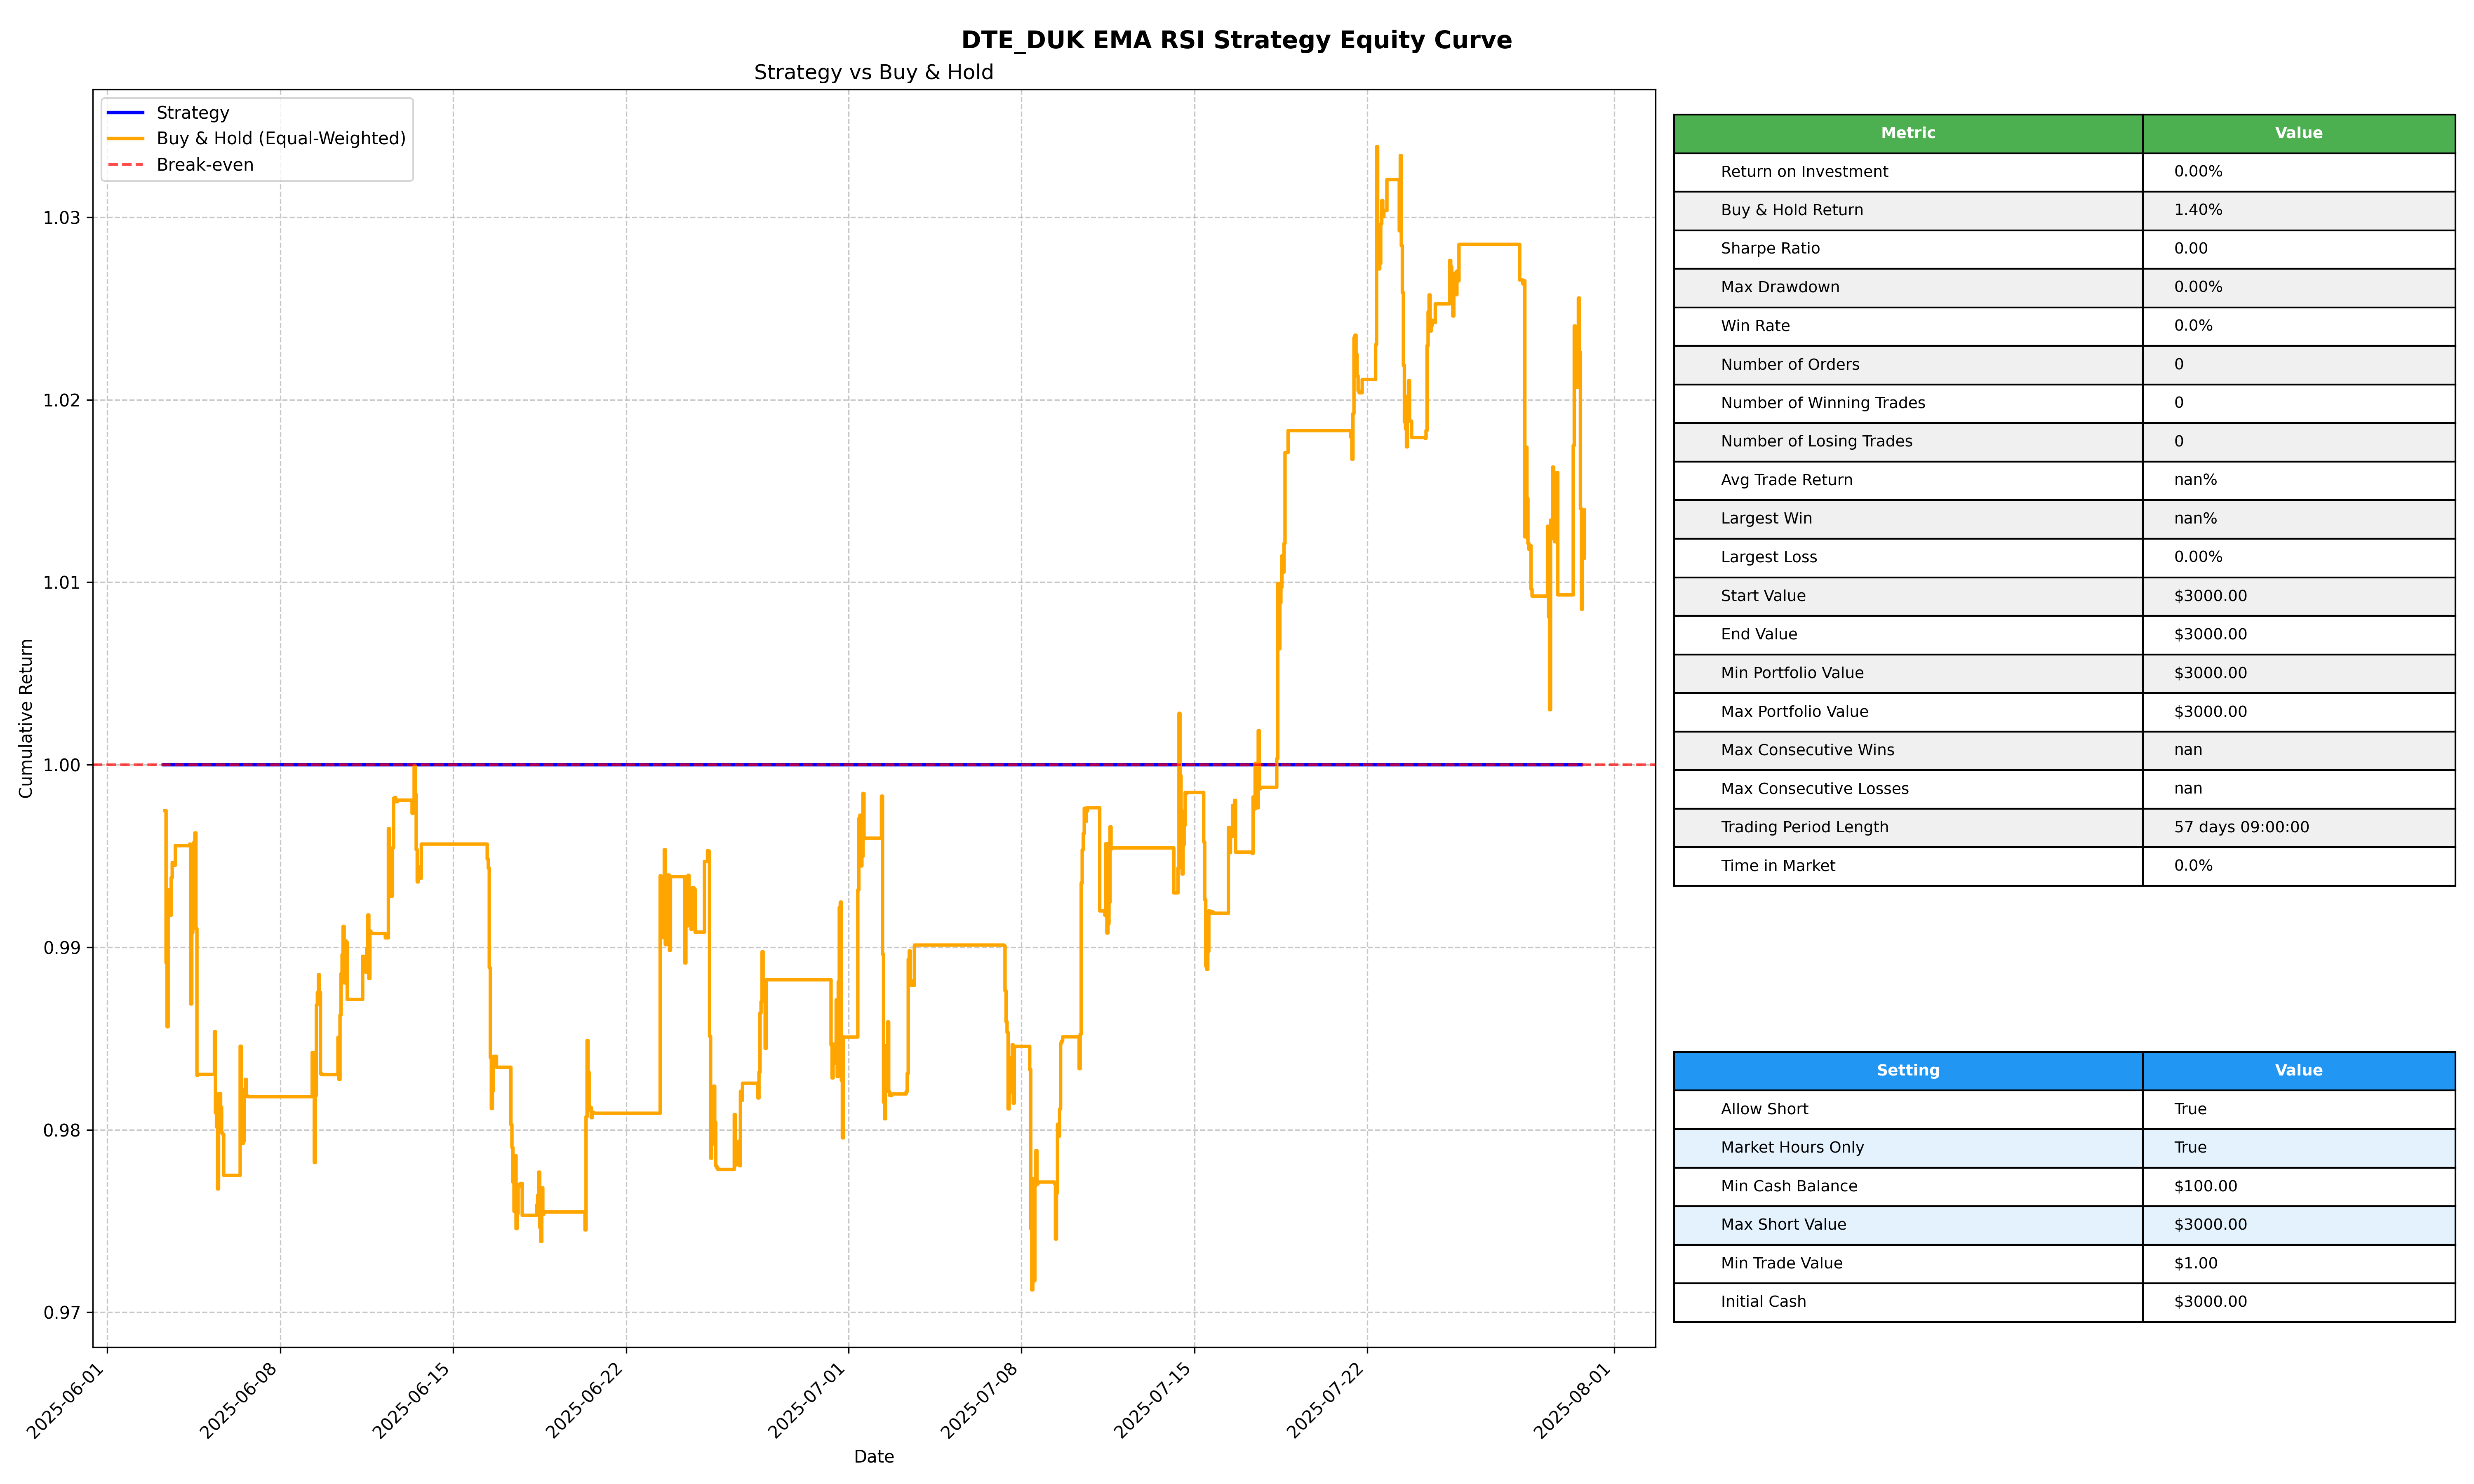 DTE_DUK EMA RSI Strategy Equity Curve
Strategy vs Buy & Hold
Strategy
Buy & Hold (Equal-Weighted)
Break-even
1.03
1.02
1.01
1.00
0.99
0.98
0.97
Cumulative Return
2025-06-01
2025-06-08
2025-06-15
2025-06-22
2025-07-01
2025-07-08
2025-07-15
2025-07-22
2025-08-01
Date
Metric Value
Return on Investment 0.00%
Buy & Hold Return 1.40%
Sharpe Ratio 0.00
Max Drawdown 0.00%
Win Rate 0.0%
Number of Orders 0
Number of Winning Trades 0
Number of Losing Trades 0
Avg Trade Return nan%
Largest Win nan%
Largest Loss 0.00%
Start Value $3000.00
End Value $3000.00
Min Portfolio Value $3000.00
Max Portfolio Value $3000.00
Max Consecutive Wins nan
Max Consecutive Losses nan
Trading Period Length 57 days 09:00:00
Time in Market 0.0%
Setting Value
Allow Short True
Market Hours Only True
Min Cash Balance $100.00
Max Short Value $3000.00
Min Trade Value $1.00
Initial Cash $3000.00